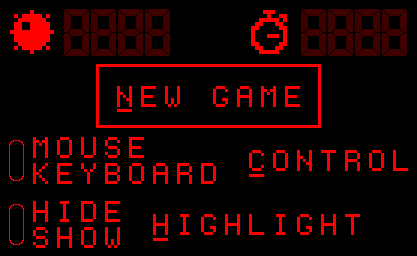 NEW GAME
MOUSE
KEYBOARD
CONTROL
HIDE
SHOW
HIGHLIGHT